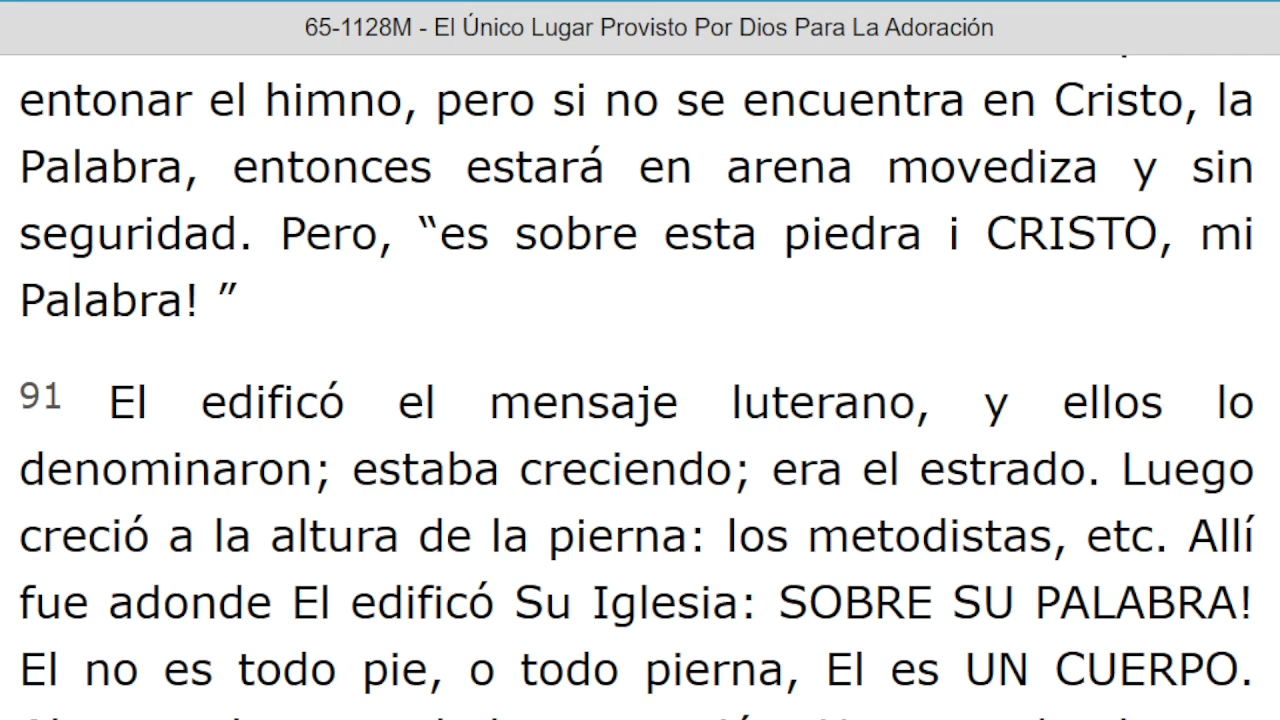 65-1128M - El Único Lugar Provisto Por Dios Para La Adoración
entonar el himno, pero si no se encuentra en Cristo, la
Palabra, entonces estará en arena movediza y sin
seguridad. Pero, “es sobre esta piedra i CRISTO, mi
Palabra! ”
91 El edificó el mensaje luterano, y ellos lo
denominaron; estaba creciendo; era el estrado. Luego
creció a la altura de la pierna: los metodistas, etc. Allí
fue adonde El edificó Su Iglesia: SOBRE SU PALABRA!
El no es todo pie, o todo pierna, El es UN CUERPO.